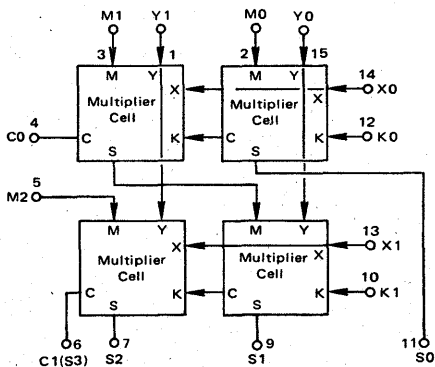 M1 Y1 M0 Y0
3 1 2 15
M Y M Y 14
X X X0
Multiplier Multiplier
Cell Cell 12
4
C0 C K C K K0
S S
5
M2
M Y M Y 13
X X X1
Multiplier Multiplier
Cell Cell 10
C K C K K1
S S
6 7 9 11
C1(S3) S2 S1 S0